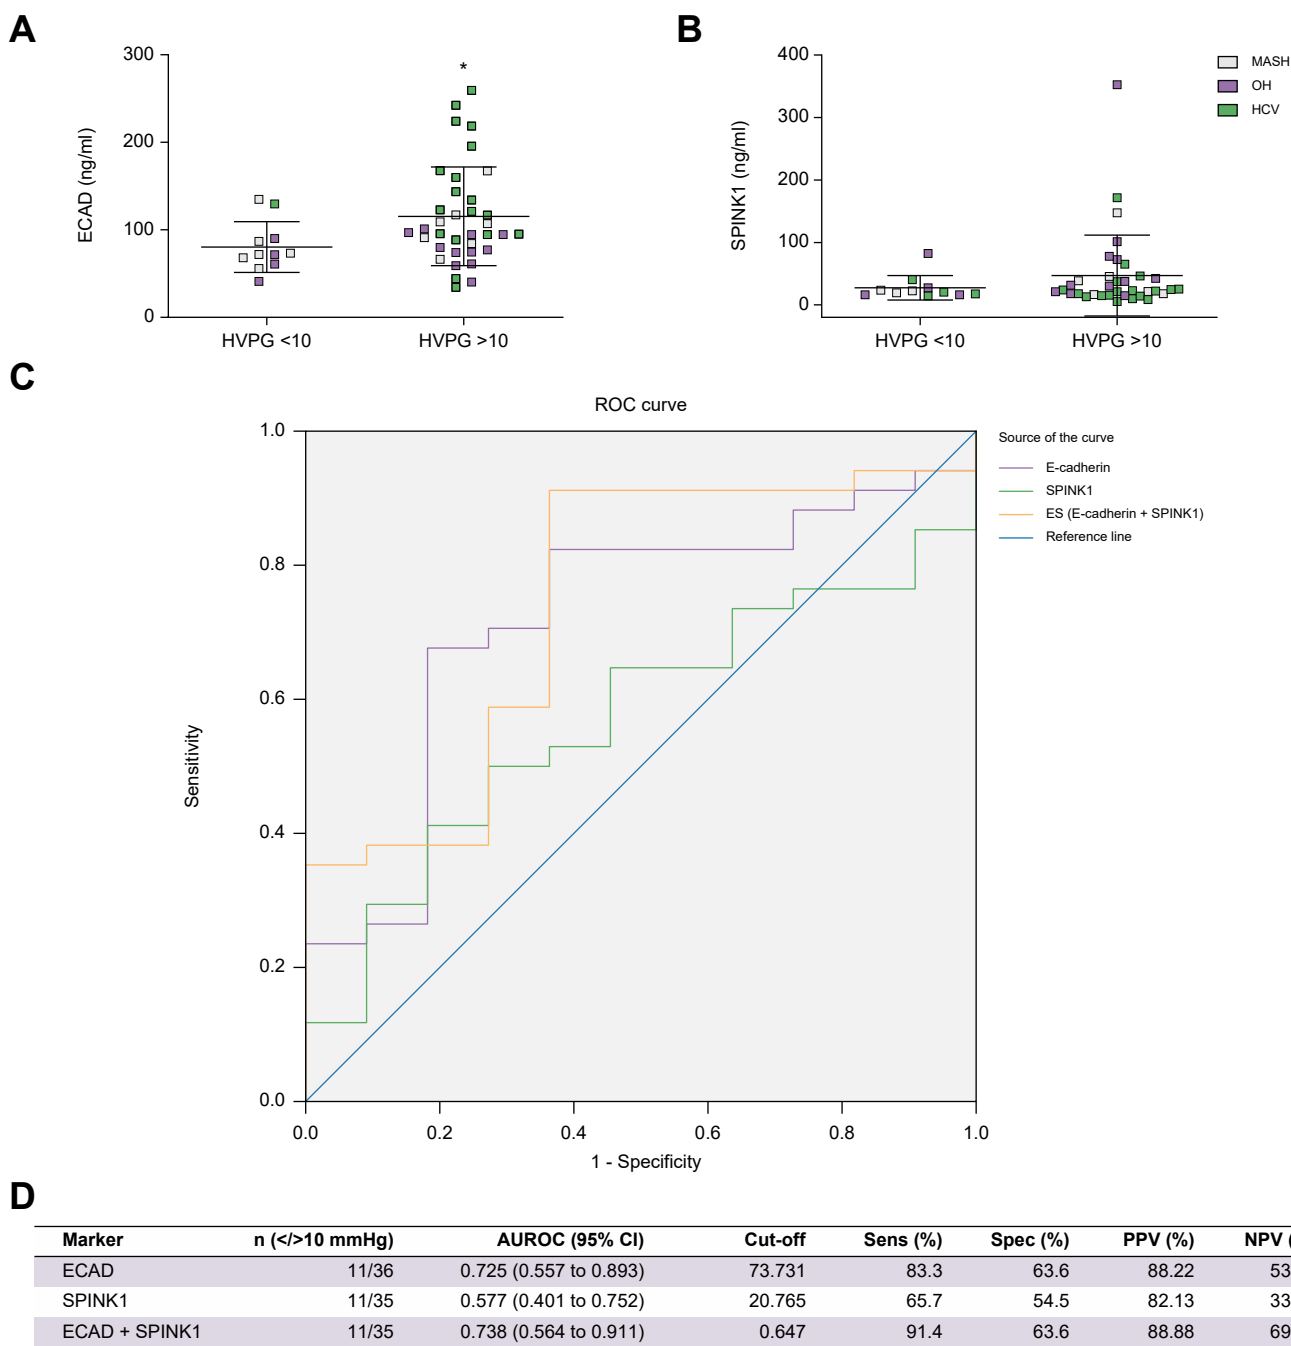 A
B
300
200
100
0
ECAD (ng/ml)
*
HVPG <10
HVPG >10
400
300
200
100
0
SPINK1 (ng/ml)
HVPG <10
HVPG >10
MASH
OH
HCV
C
ROC curve
1.0
0.8
0.6
0.4
0.2
0.0
Sensitivity
0.0 0.2 0.4 0.6 0.8 1.0
1 - Specificity
Source of the curve
E-cadherin
SPINK1
ES (E-cadherin + SPINK1)
Reference line
D
Marker n (</>10 mmHg) AUROC (95% CI) Cut-off Sens (%) Spec (%) PPV (%) NPV (
ECAD 11/36 0.725 (0.557 to 0.893) 73.731 83.3 63.6 88.22 53
SPINK1 11/35 0.577 (0.401 to 0.752) 20.765 65.7 54.5 82.13 33
ECAD + SPINK1 11/35 0.738 (0.564 to 0.911) 0.647 91.4 63.6 88.88 69